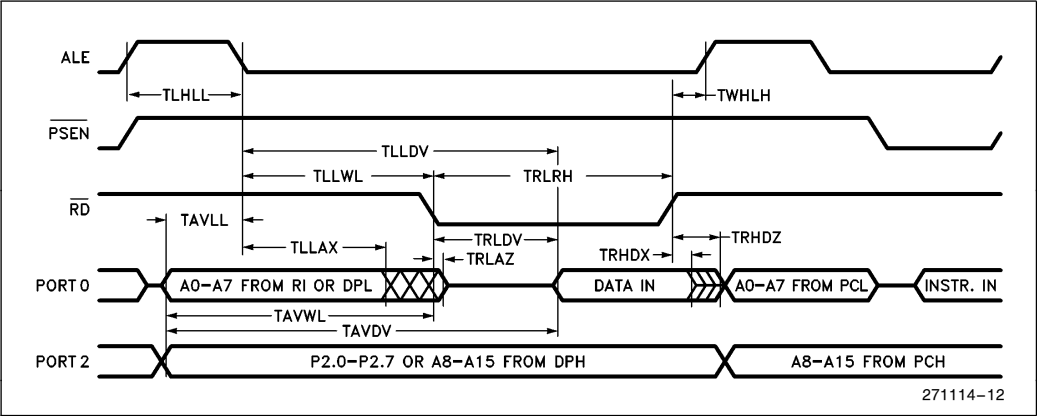 ALE
TLHLL
TWHLH
PSEN
TLLDV
TLLWL
TRLRH
RD
TAVLL
TRLDV
TRHDZ
TLLAX
TRLAZ
TRHDX
PORT 0
A0–A7 FROM RI OR DPL
DATA IN
A0–A7 FROM PCL
INSTR. IN
TAVWL
TAVDV
PORT 2
P2.0–P2.7 OR A8–A15 FROM DPH
A8–A15 FROM PCH
271114–12